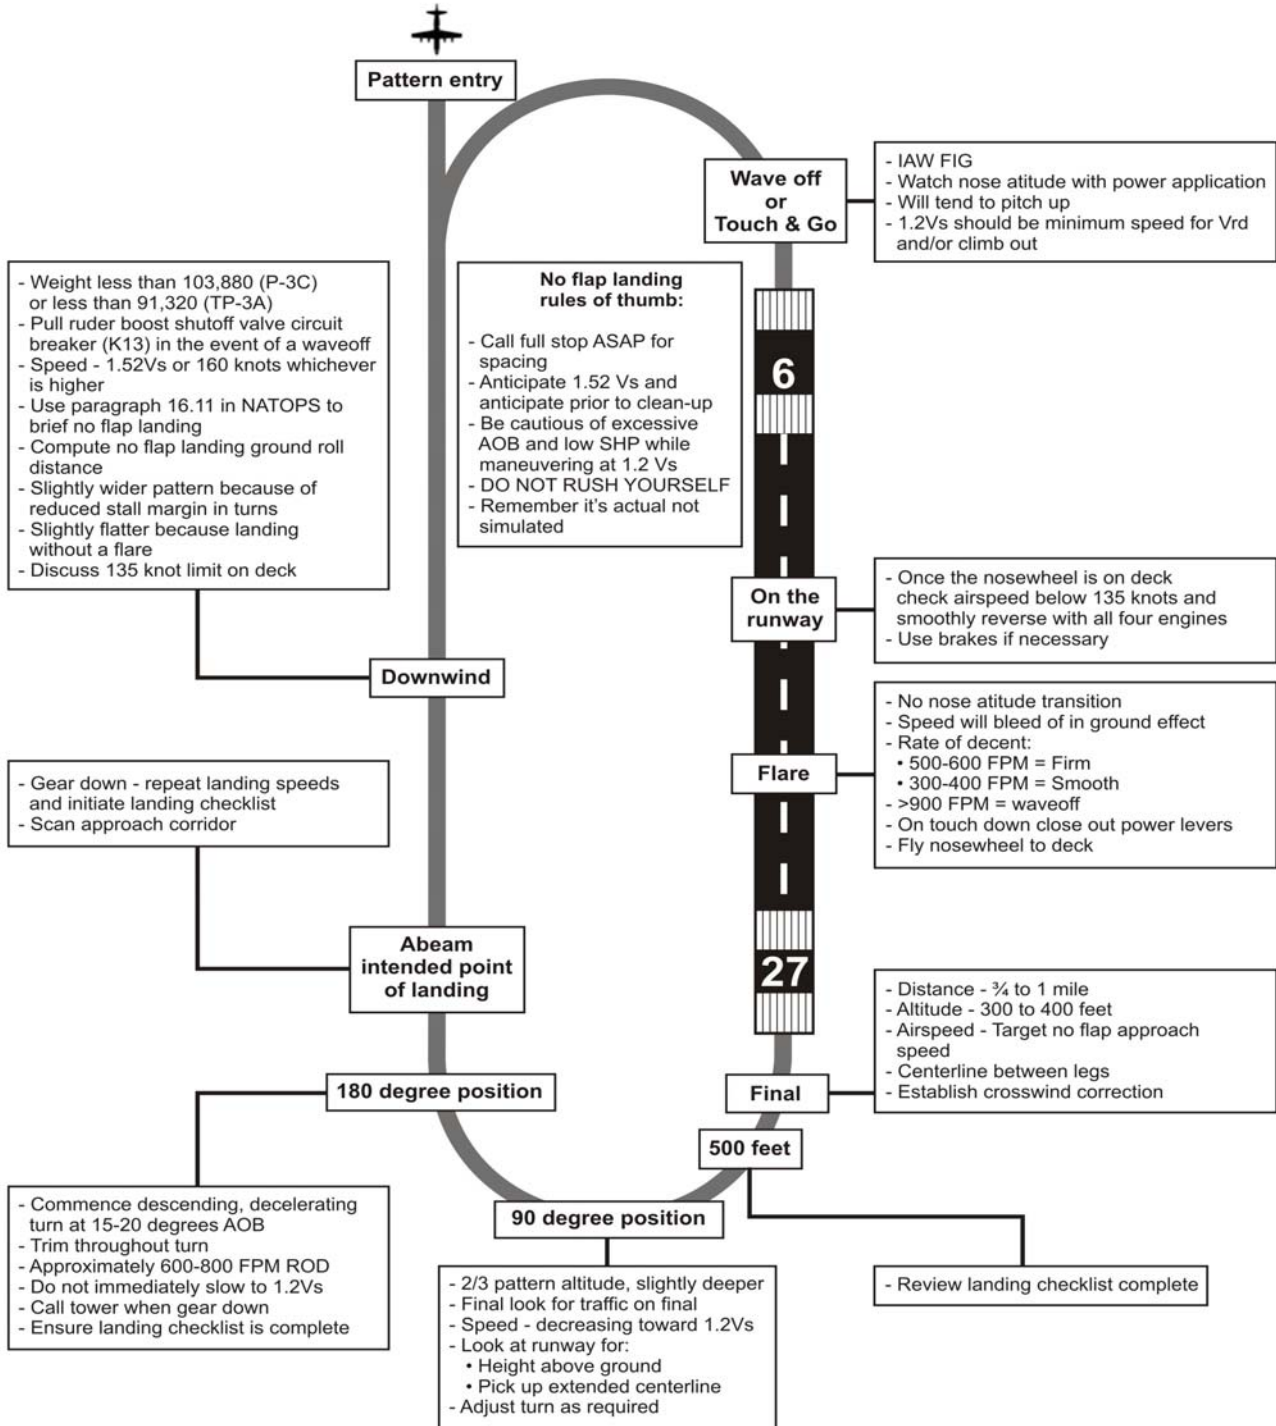 Pattern entry
Wave off
or
Touch & Go
- IAW FIG
- Watch nose atitude with power application
- Will tend to pitch up
- 1.2Vs should be minimum speed for Vrd
and/or climb out
- Weight less than 103,880 (P-3C)
or less than 91,320 (TP-3A)
- Pull ruder boost shutoff valve circuit
breaker (K13) in the event of a waveoff
- Speed - 1.52Vs or 160 knots whichever
is higher
- Use paragraph 16.11 in NATOPS to
brief no flap landing
- Compute no flap landing ground roll
distance
- Slightly wider pattern because of
reduced stall margin in turns
- Slightly flatter because landing
without a flare
- Discuss 135 knot limit on deck
No flap landing
rules of thumb:
- Call full stop ASAP for
spacing
- Anticipate 1.52 Vs and
anticipate prior to clean-up
- Be cautious of excessive
AOB and low SHP while
maneuvering at 1.2 Vs
- DO NOT RUSH YOURSELF
- Remember it's actual not
simulated
6
On the
runway
- Once the nosewheel is on deck
check airspeed below 135 knots and
smoothly reverse with all four engines
- Use brakes if necessary
Downwind
Flare
- No nose atitude transition
- Speed will bleed of in ground effect
- Rate of decent:
• 500-600 FPM = Firm
• 300-400 FPM = Smooth
- >900 FPM = waveoff
- On touch down close out power levers
- Fly nosewheel to deck
- Gear down - repeat landing speeds
and initiate landing checklist
- Scan approach corridor
Abeam
intended point
of landing
27
- Distance - ¾ to 1 mile
- Altitude - 300 to 400 feet
- Airspeed - Target no flap approach
speed
- Centerline between legs
- Establish crosswind correction
180 degree position
Final
500 feet
- Commence descending, decelerating
turn at 15-20 degrees AOB
- Trim throughout turn
- Approximately 600-800 FPM ROD
- Do not immediately slow to 1.2Vs
- Call tower when gear down
- Ensure landing checklist is complete
90 degree position
- 2/3 pattern altitude, slightly deeper
- Final look for traffic on final
- Speed - decreasing toward 1.2Vs
- Look at runway for:
• Height above ground
• Pick up extended centerline
- Adjust turn as required
- Review landing checklist complete